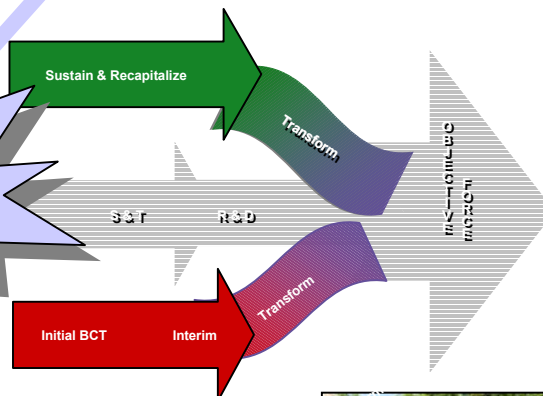 Sustain & Recapitalize
Transform
OBJECTIVE
FORCE
S & T R & D
Transform
Initial BCT Interim